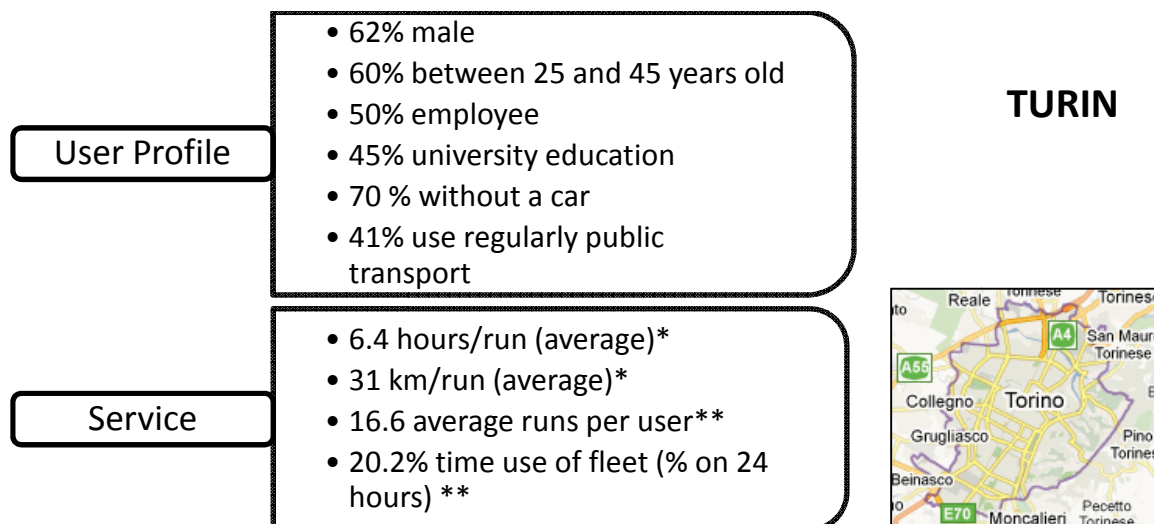 • 62% male
• 60% between 25 and 45 years old
• 50% employee
• 45% university education
• 70 % without a car
• 41% use regularly public
transport
User Profile
TURIN
• 6.4 hours/run (average)*
• 31 km/run (average)*
• 16.6 average runs per user**
• 20.2% time use of fleet (% on 24
hours) **
Service
Reale
Torinese
Torines
A4
San Maur
Torinese
A55
Collegno
Torino
Grugliasco
Pino
Torines
Beinasco
E70
Moncalieri
Pecetto
Torinese